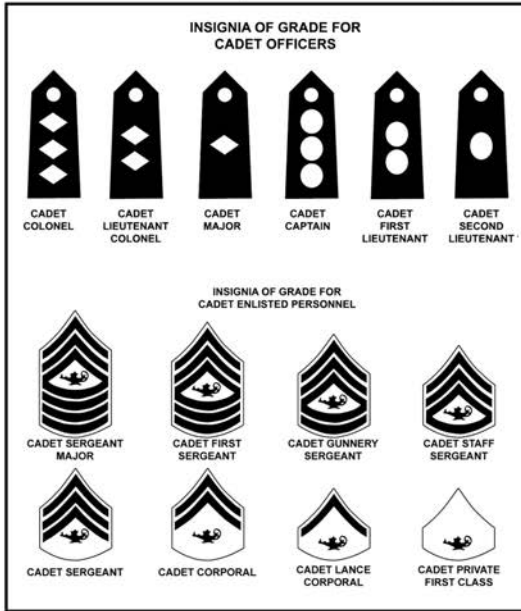 INSIGNIA OF GRADE FOR
CADET OFFICERS
CADET
COLONEL
CADET
LIEUTENANT
COLONEL
CADET
MAJOR
CADET
CAPTAIN
CADET
FIRST
LIEUTENANT
CADET
SECOND
LIEUTENANT
INSIGNIA OF GRADE FOR
CADET ENLISTED PERSONNEL
CADET SERGEANT
MAJOR
CADET FIRST
SERGEANT
CADET GUNNERY
SERGEANT
CADET STAFF
SERGEANT
CADET SERGEANT
CADET CORPORAL
CADET LANCE
CORPORAL
CADET PRIVATE
FIRST CLASS